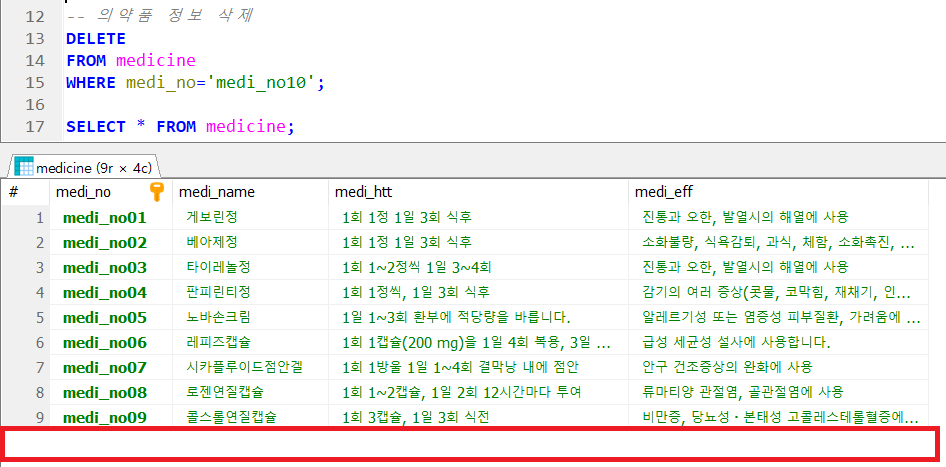 12 -- 의약품 정보 삭제
13 DELETE
14 FROM medicine
15 WHERE medi_no='medi_no10';
16
17 SELECT * FROM medicine;
medicine (9r × 4c)
# medi_no medi_name medi_htt medi_eff
1 medi_no01 게보린정 1회 1정 1일 3회 식후 진통과 오한, 발열시의 해열에 사용
2 medi_no02 베아제정 1회 1정 1일 3회 식후 소화불량, 식욕감퇴, 과식, 체함, 소화촉진, ...
3 medi_no03 타이레놀정 1회 1~2정씩 1일 3~4회 진통과 오한, 발열시의 해열에 사용
4 medi_no04 판피린티정 1회 1정씩, 1일 3회 식후 감기의 여러 증상(콧물, 코막힘, 재채기, 인...
5 medi_no05 노바손크림 1일 1~3회 환부에 적당량을 바릅니다. 알레르기성 또는 염증성 피부질환, 가려움에 ...
6 medi_no06 레피즈캡슐 1회 1캡슐(200 mg)을 1일 4회 복용, 3일 ... 급성 세균성 설사에 사용합니다.
7 medi_no07 시카플루이드점안겔 1회 1방울 1일 1~4회 결막낭 내에 점안 안구 건조증상의 완화에 사용
8 medi_no08 로젠연질캡슐 1회 1~2캡슐, 1일 2회 12시간마다 투여 류마티양 관절염, 골관절염에 사용
9 medi_no09 콜스롤연질캡슐 1회 3캡슐, 1일 3회 식전 비만증, 당뇨성·본태성 고콜레스테롤혈증에...